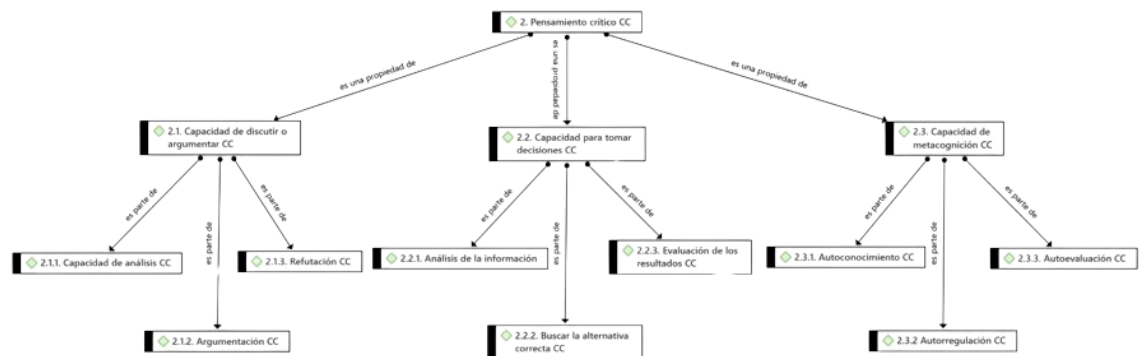 2. Pensamiento crítico CC
es una propiedad de
es una propiedad de
es una propiedad de
2.1. Capacidad de discutir o
argumentar CC
2.2. Capacidad para tomar
decisiones CC
2.3. Capacidad de
metacognición CC
es parte de
es parte de
es parte de
es parte de
es parte de
es parte de
es parte de
es parte de
es parte de
2.1.1. Capacidad de análisis CC
2.1.3. Refutación CC
2.2.1. Análisis de la información
2.2.3. Evaluación de los
resultados CC
2.3.1. Autoconocimiento CC
2.3.3. Autoevaluación CC
2.1.2. Argumentación CC
2.2.2. Buscar la alternativa
correcta CC
2.3.2 Autorregulación CC